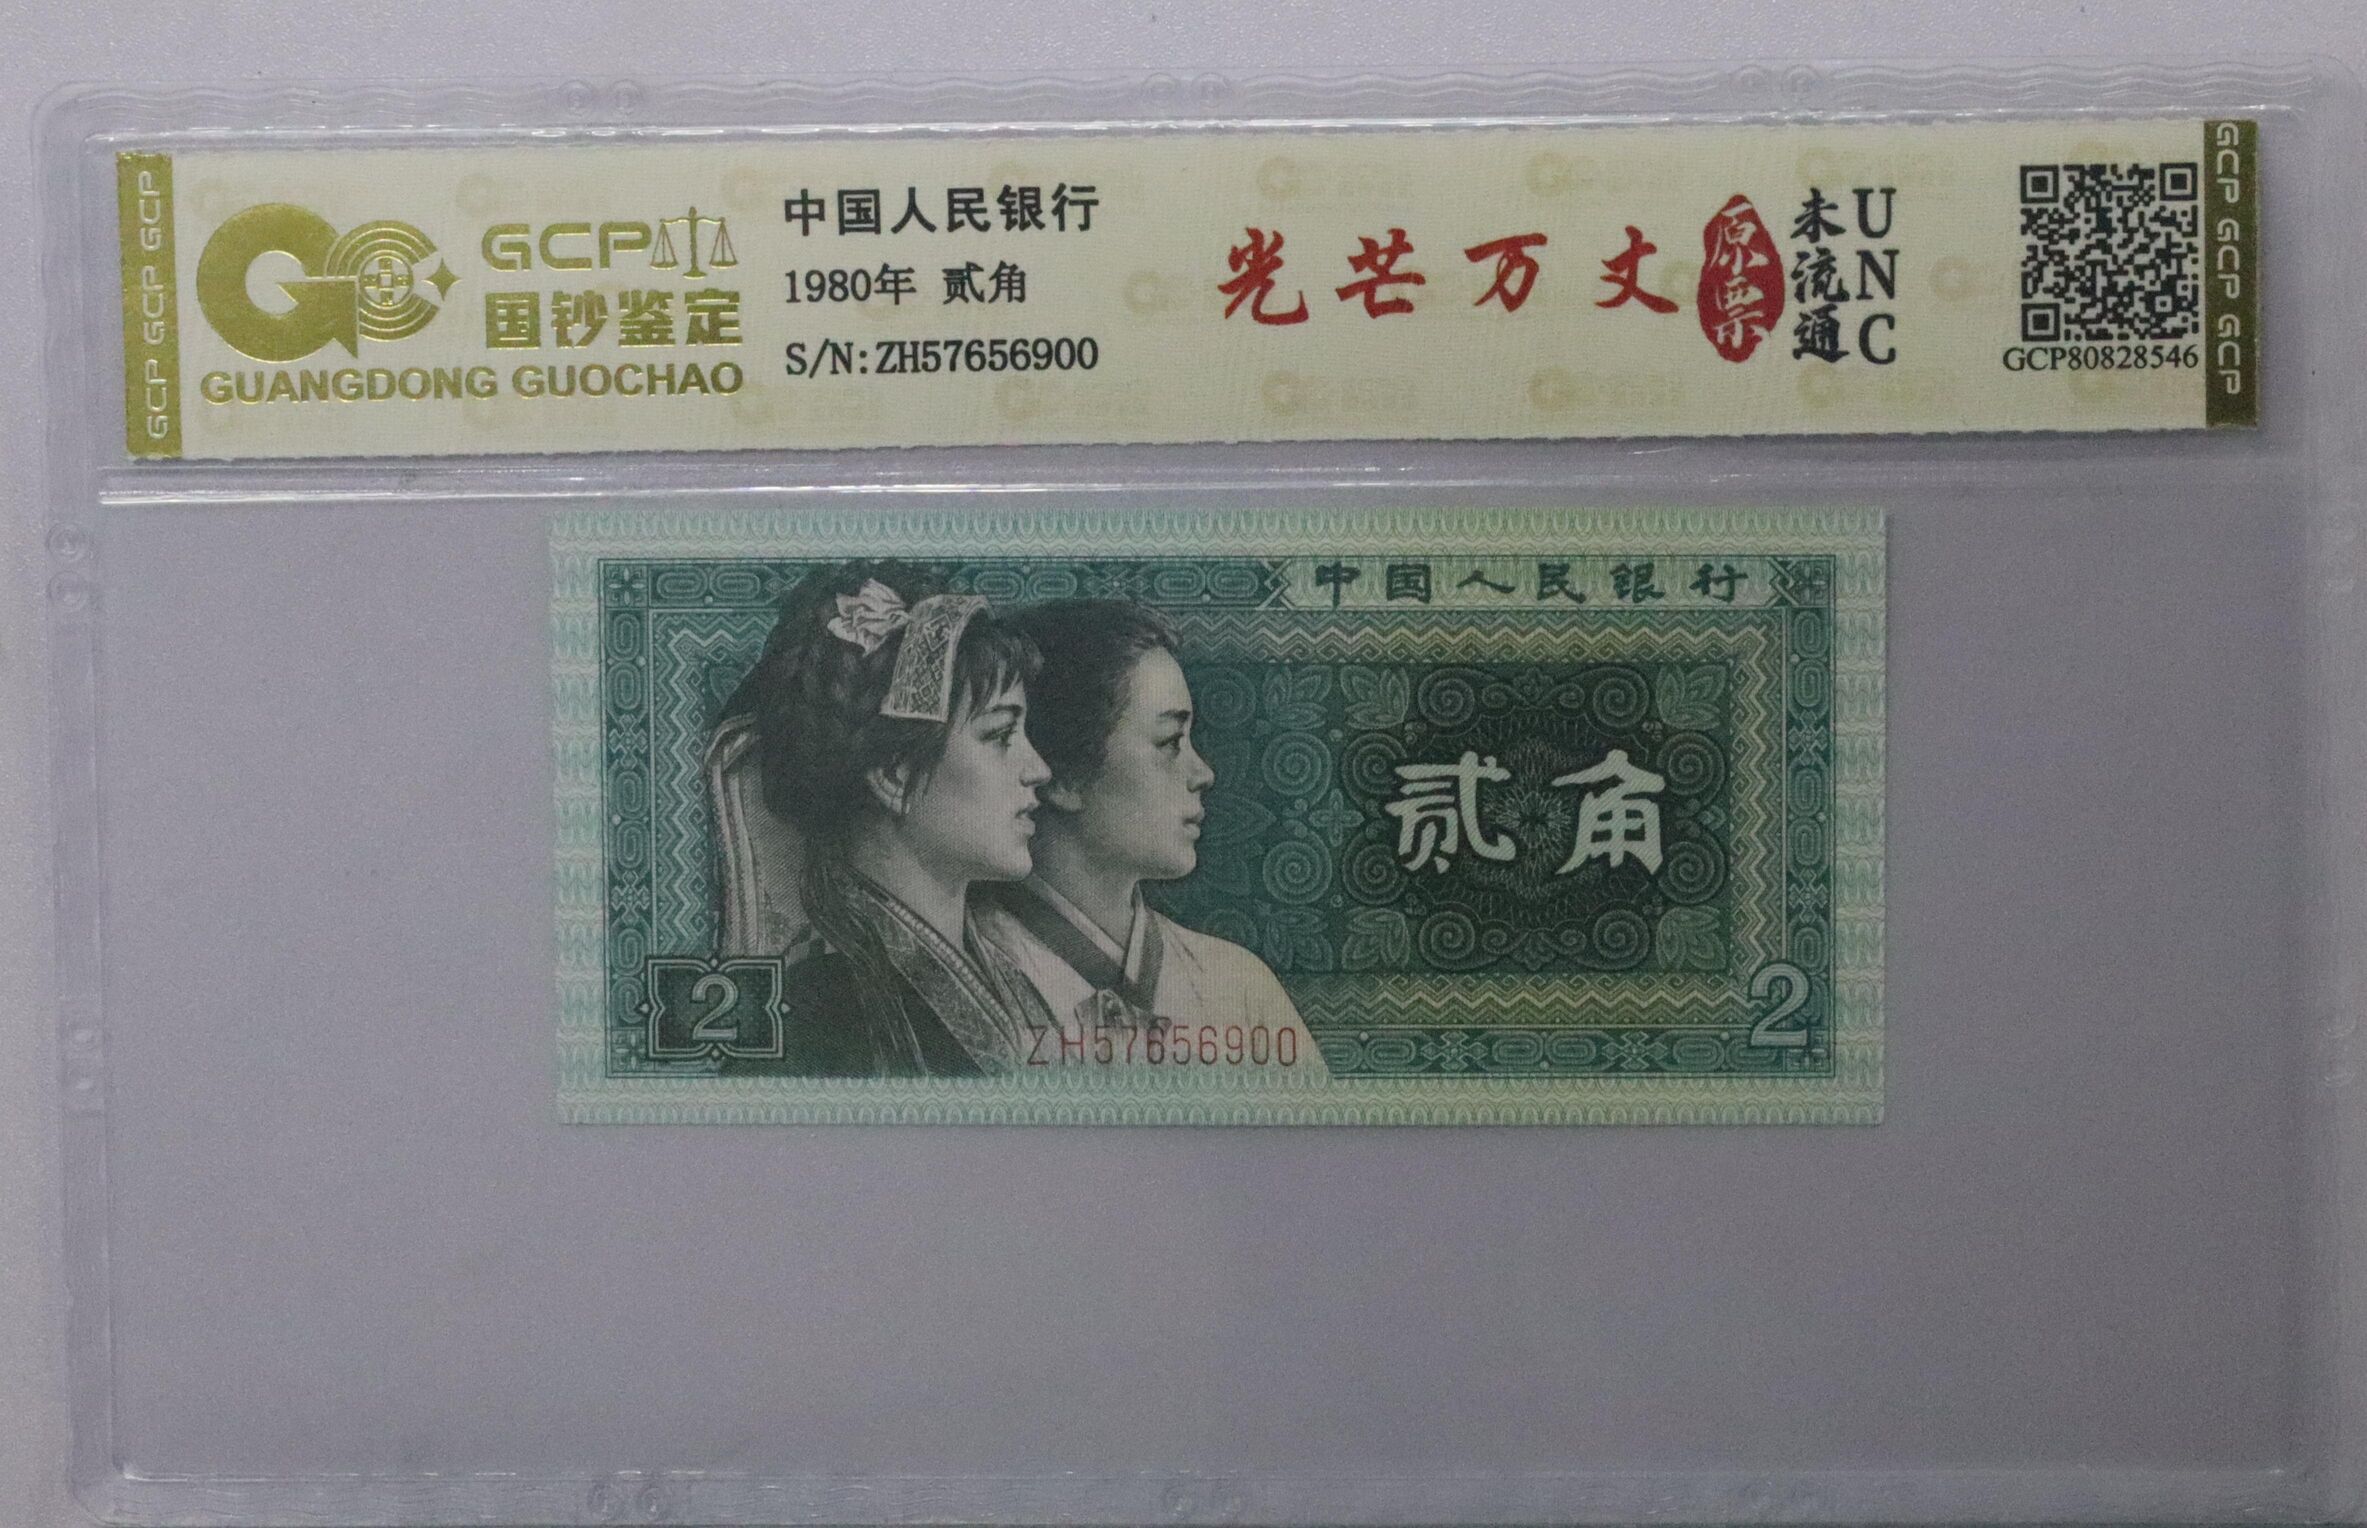 GCP GCP GCP
GCP
国钞鉴定
GUANGDONG GUOCHAO
中国人民银行
1980年 贰角
S/N:ZH57656900
光芒万丈
原票
未流通
UNC
GCP80828546
GCP GCP GCP
中国人民银行
贰角
2
2
ZH57656900